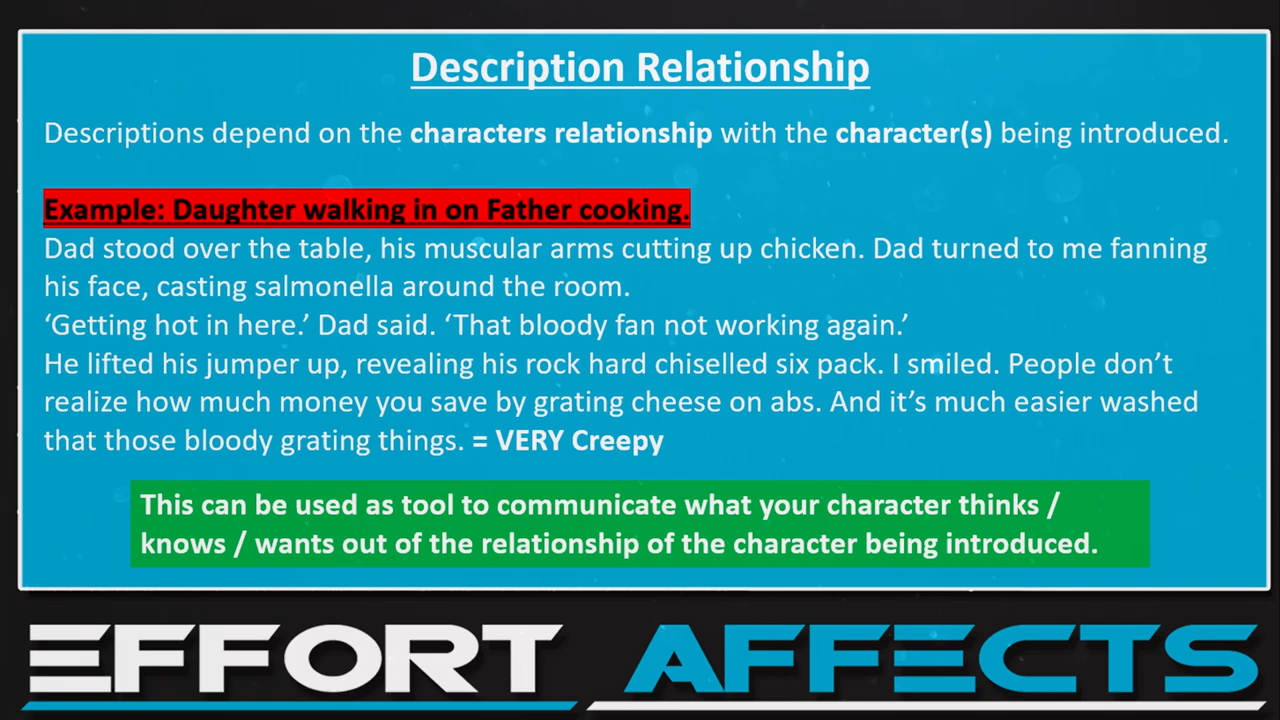 Description Relationship
Descriptions depend on the characters relationship with the character(s) being introduced.
Example: Daughter walking in on Father cooking.
Dad stood over the table, his muscular arms cutting up chicken. Dad turned to me fanning
his face, casting salmonella around the room.
‘Getting hot in here.’ Dad said. ‘That bloody fan not working again.’
He lifted his jumper up, revealing his rock hard chiselled six pack. I smiled. People don’t
realize how much money you save by grating cheese on abs. And it’s much easier washed
that those bloody grating things. = VERY Creepy
This can be used as tool to communicate what your character thinks /
knows / wants out of the relationship of the character being introduced.
EFFORT AFFECTS